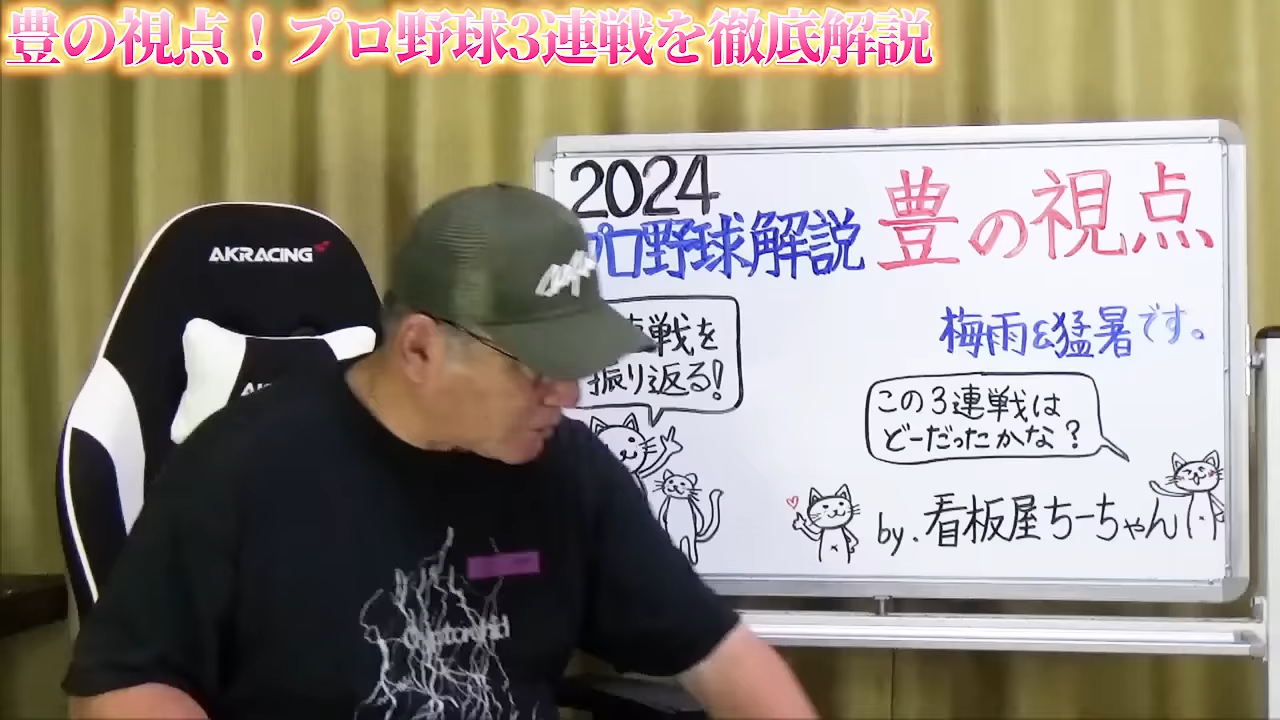 豊の視点！プロ野球3連戦を徹底解説
AKRACING
2024
プロ野球解説
豊の視点
連戦を
振り返る!
梅雨&猛暑です。
この3連戦は
どーだったかな?
by.看板屋ちーちゃん